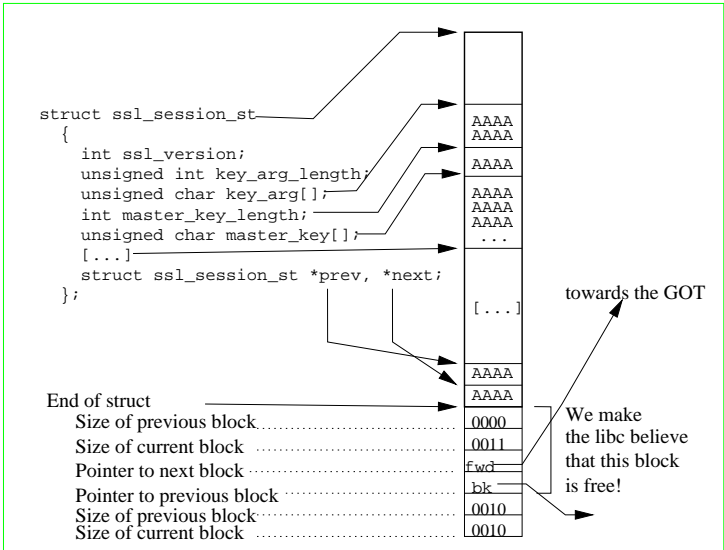 struct ssl_session_st
{
int ssl_version;
unsigned int key_arg_length;
unsigned char key_arg[];
int master_key_length;
unsigned char master_key[];
[...]
struct ssl_session_st *prev, *next;
};
AAAA
AAAA
AAAA
AAAA
AAAA
AAAA
...
[...]
AAAA
AAAA
towards the GOT
End of struct
Size of previous block
0000
Size of current block
0011
Pointer to next block
fwd
Pointer to previous block
bk
Size of previous block
0010
Size of current block
0010
We make
the libc believe
that this block
is free!